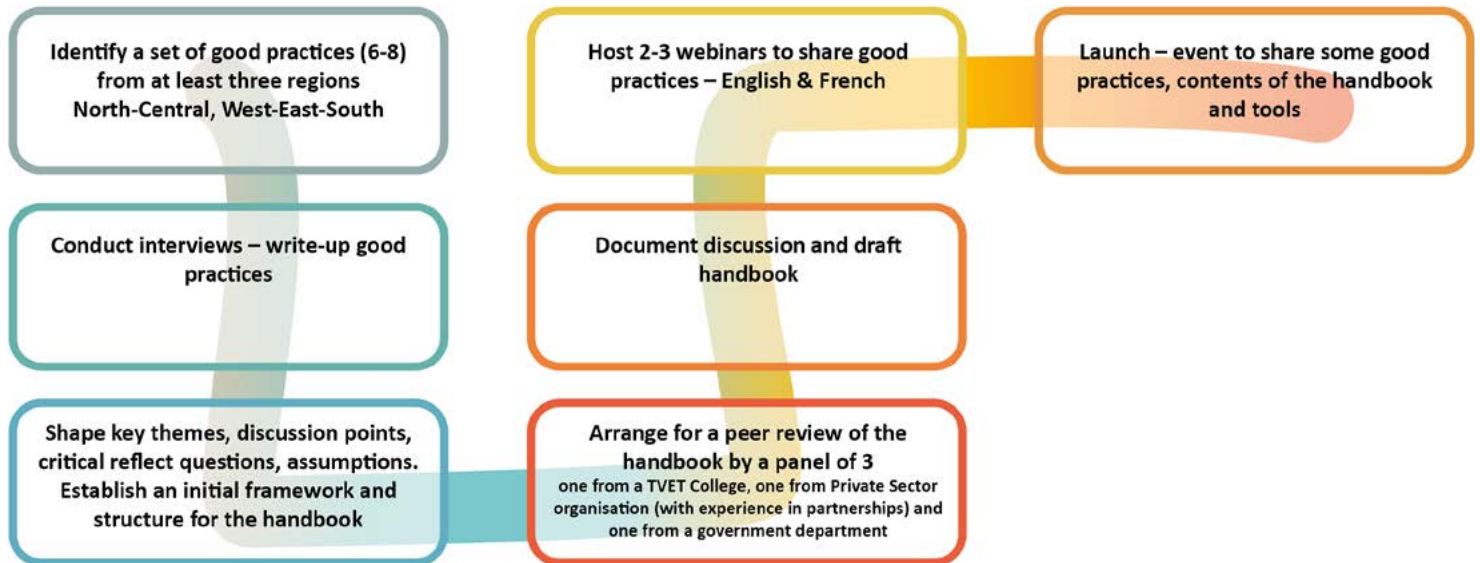 Identify a set of good practices (6-8)
from at least three regions
North-Central, West-East-South
Conduct interviews – write-up good
practices
Shape key themes, discussion points,
critical reflect questions, assumptions.
Establish an initial framework and
structure for the handbook
Arrange for a peer review of the
handbook by a panel of 3
one from a TVET College, one from Private Sector
organisation (with experience in partnerships) and
one from a government department
Document discussion and draft
handbook
Host 2-3 webinars to share good
practices – English & French
Launch – event to share some good
practices, contents of the handbook
and tools